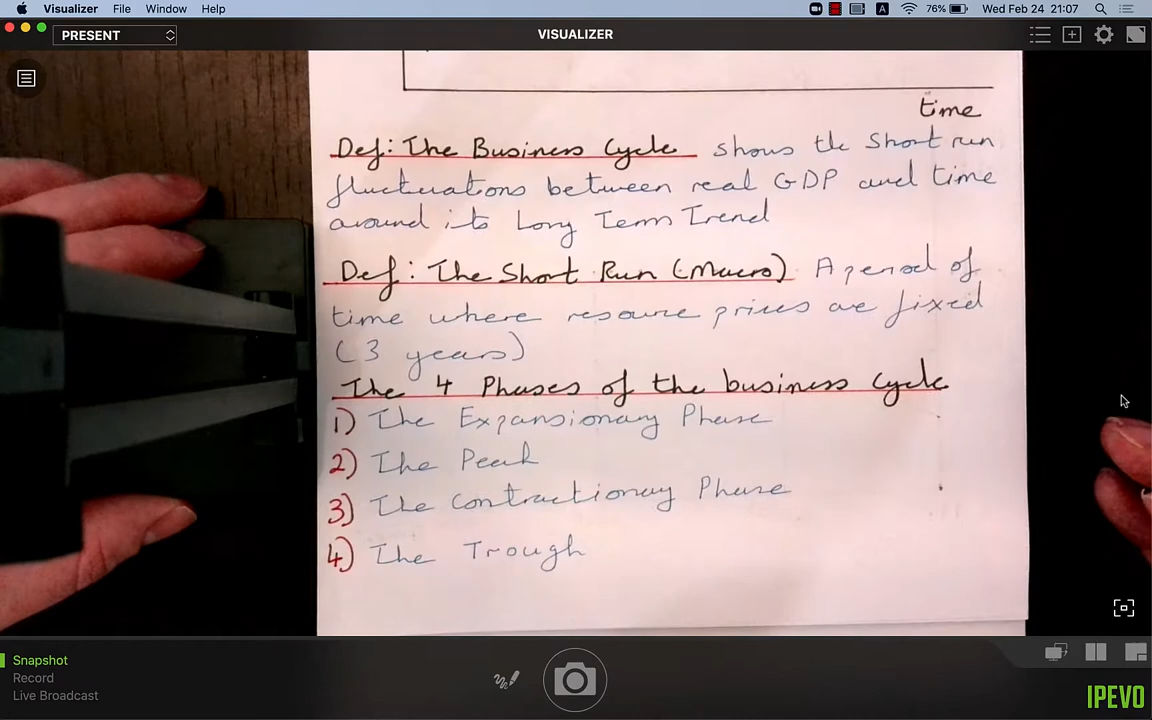 Visualizer File Window Help A 76% Wed Feb 24 21:07
PRESENT VISUALIZER
time
Def: The Business Cycle shows the short run
fluctuations between real GDP and time
around its Long Term Trend
Def: The Short Run (Macro) A period of
time where resource prices are fixed
(3 years)
The 4 Phases of the business cycle
1) The Expansionary Phase
2) The Peak
3) The Contractionary Phase
4) The Trough
Snapshot
Record
Live Broadcast
IPEVO